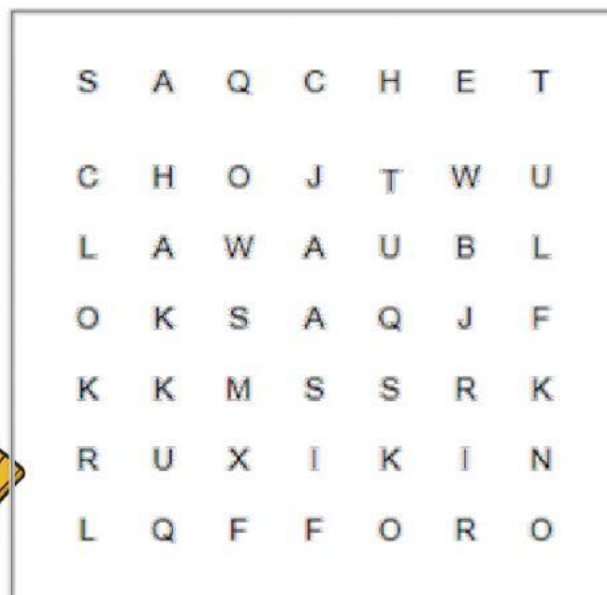 S A Q C H E T
C H O J T W U
L A W A U B L
O K S A Q J F
K K M S S R K
R U X I K I N
L Q F F O R O